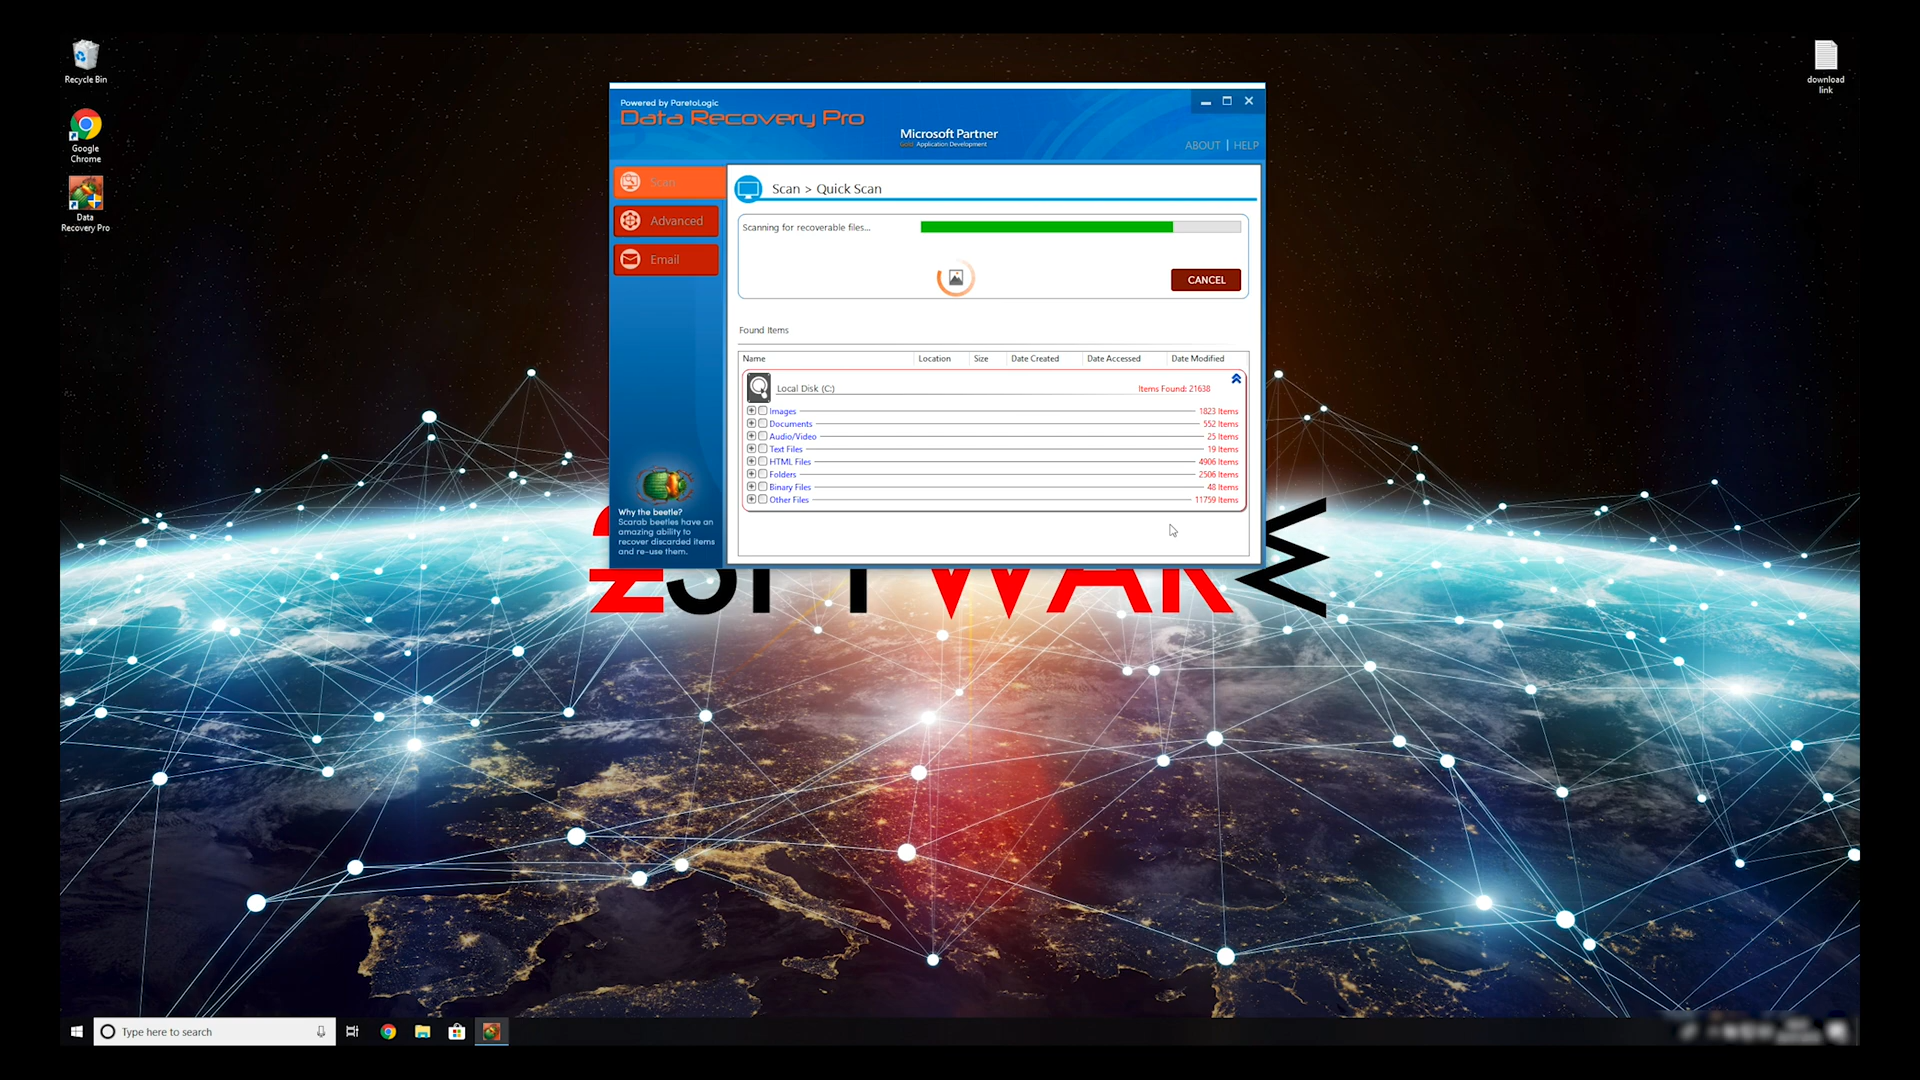 Recycle Bin
Google
Chrome
Data
Recovery Pro
download
link
Powered by ParetoLogic
Data Recovery Pro
Microsoft Partner
Gold Application Development
ABOUT | HELP
Scan
Advanced
Email
Scan > Quick Scan
Scanning for recoverable files...
CANCEL
Found Items
Name Location Size Date Created Date Accessed Date Modified
Local Disk (C:) Items Found: 21638
Images 1823 Items
Documents 552 Items
Audio/Video 25 Items
Text Files 19 Items
HTML Files 4906 Items
Folders 2506 Items
Binary Files 48 Items
Other Files 11759 Items
Why the beetle?
Scarab beetles have an
amazing ability to
recover discarded items
and re-use them.
2SPYWARE
Type here to search